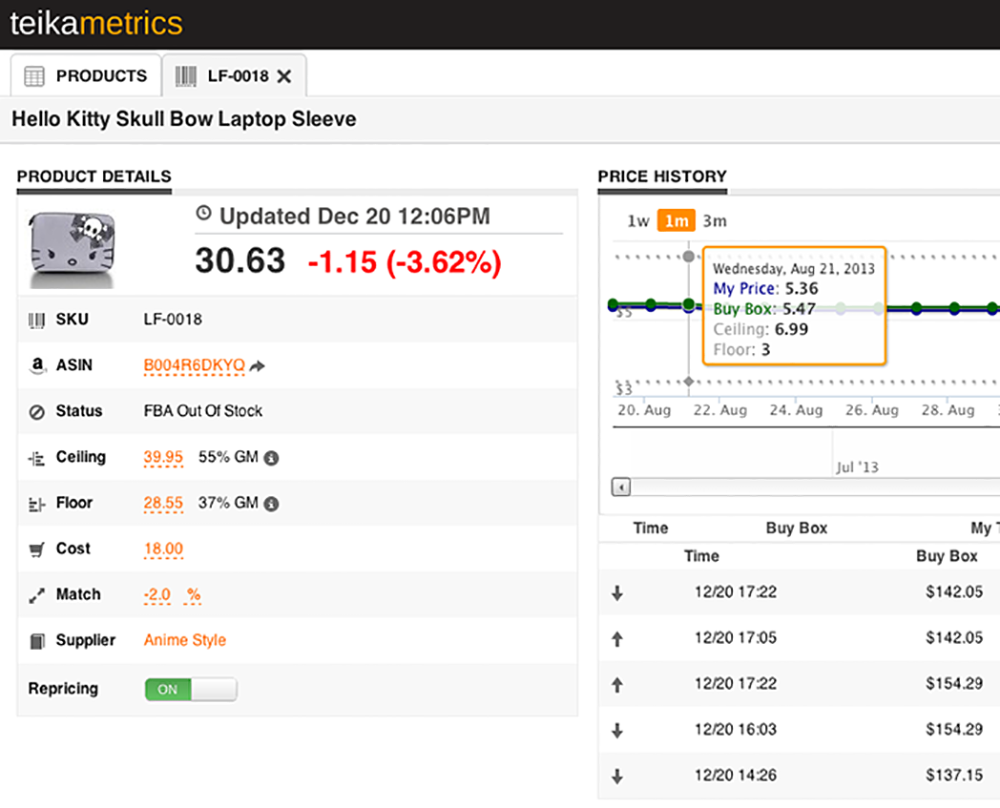 teikametrics
PRODUCTS
LF-0018
Hello Kitty Skull Bow Laptop Sleeve
PRODUCT DETAILS
Updated Dec 20 12:06PM
30.63 -1.15 (-3.62%)
SKU LF-0018
a ASIN B004R6DKYQ
Status FBA Out Of Stock
Ceiling 39.95 55% GM
Floor 28.55 37% GM
Cost 18.00
Match -2.0 %
Supplier Anime Style
Repricing ON
PRICE HISTORY
1w 1m 3m
Wednesday, Aug 21, 2013
My Price: 5.36
Buy Box: 5.47
Ceiling: 6.99
Floor: 3
$5
$3
20. Aug 22. Aug 24. Aug 26. Aug 28. Aug
Jul '13
Time Buy Box My
Time Buy Box
12/20 17:22 $142.05
12/20 17:05 $142.05
12/20 17:22 $154.29
12/20 16:03 $154.29
12/20 14:26 $137.15